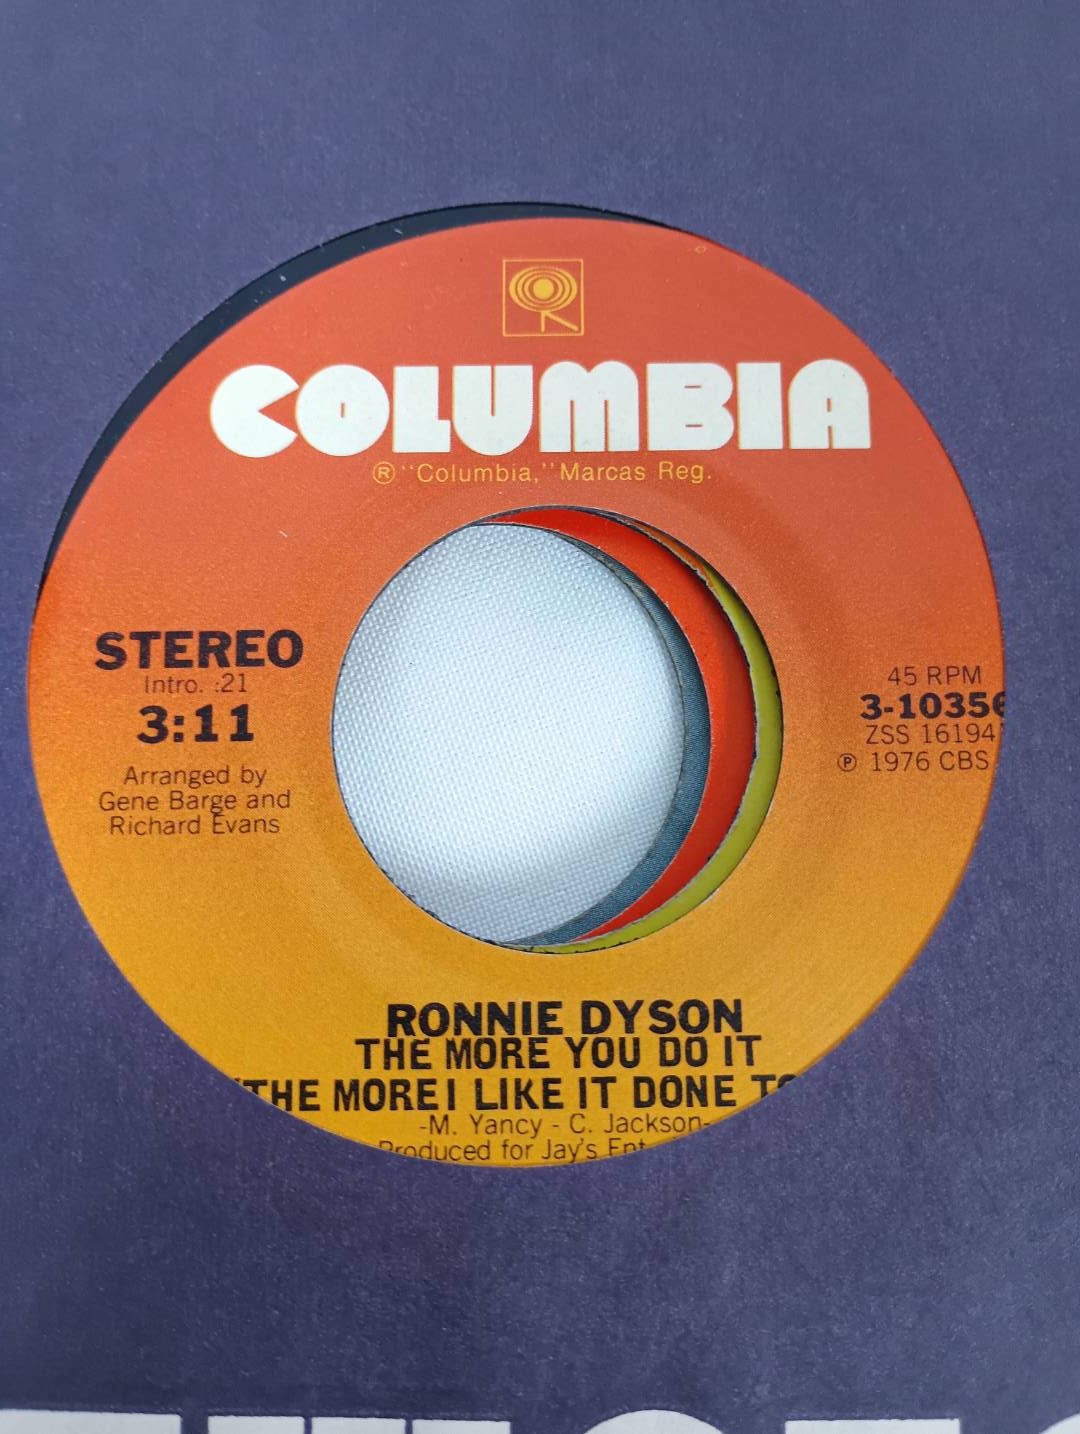 COLUMBIA
® "Columbia," Marcas Reg.
STEREO
Intro. :21
3:11
Arranged by
Gene Barge and
Richard Evans
45 RPM
3-10356
ZSS 16194
℗ 1976 CBS
RONNIE DYSON
THE MORE YOU DO IT
THE MORE I LIKE IT DONE
-M. Yancy - C. Jackson-
Produced for Jay's